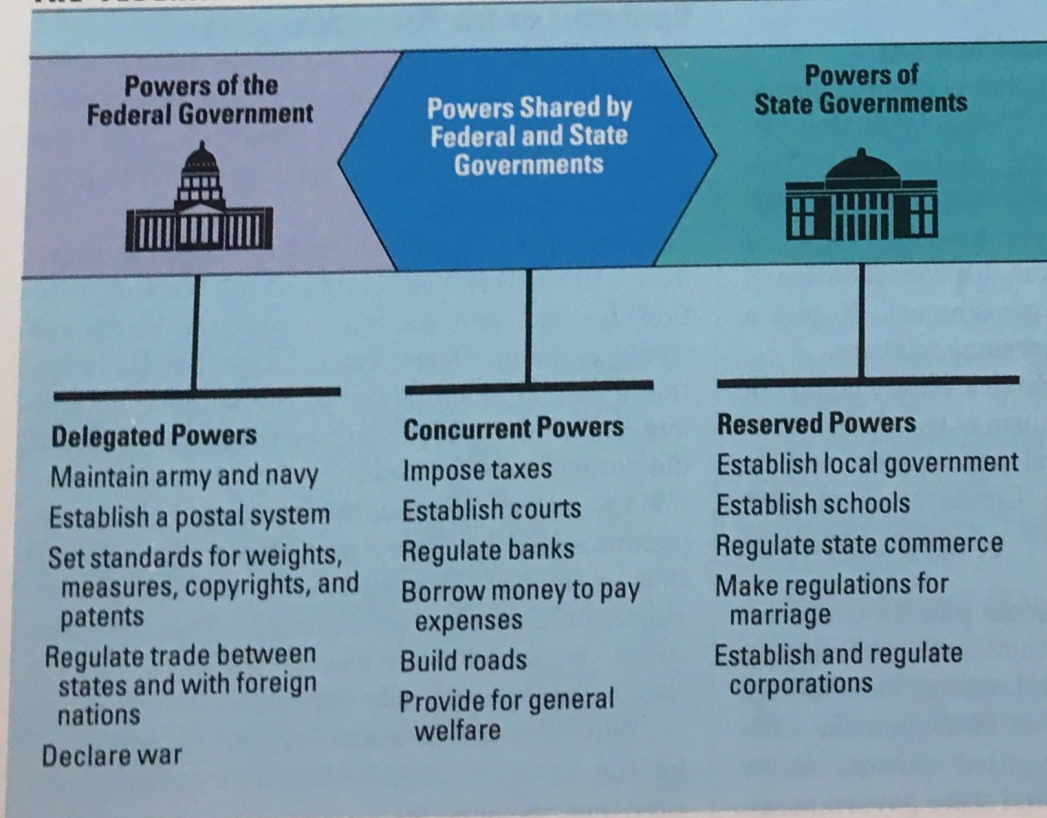 Powers of the
Federal Government
Powers Shared by
Federal and State
Governments
Powers of
State Governments
Delegated Powers
Maintain army and navy
Establish a postal system
Set standards for weights,
measures, copyrights, and
patents
Regulate trade between
states and with foreign
nations
Declare war
Concurrent Powers
Impose taxes
Establish courts
Regulate banks
Borrow money to pay
expenses
Build roads
Provide for general
welfare
Reserved Powers
Establish local government
Establish schools
Regulate state commerce
Make regulations for
marriage
Establish and regulate
corporations